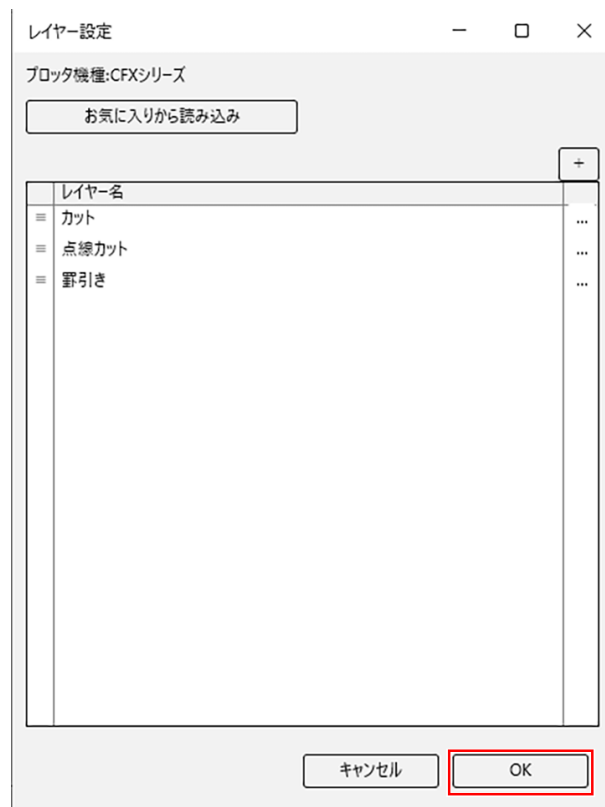 レイヤー設定
プロッタ機種:CFXシリーズ
お気に入りから読み込み
+
レイヤー名
カット
...
点線カット
...
罫引き
...
キャンセル
OK